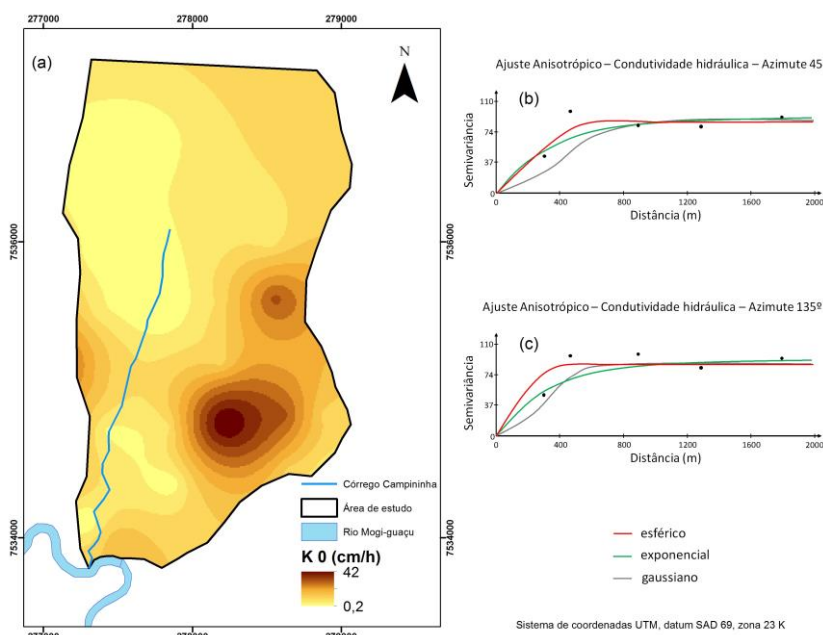 277000
278000
279000
(a)
N
7536000
7536000
7534000
7534000
Córrego Campininha
Área de estudo
Rio Mogi-guaçu
K 0 (cm/h)
42
0,2
277000
278000
279000
Ajuste Anisotrópico – Condutividade hidráulica – Azimute 45
(b)
Semivariância
110
74
37
0
0
400
800
1200
1600
2000
Distância (m)
Ajuste Anisotrópico – Condutividade hidráulica – Azimute 135º
(c)
Semivariância
110
74
37
0
0
400
800
1200
1600
2000
Distância (m)
esférico
exponencial
gaussiano
Sistema de coordenadas UTM, datum SAD 69, zona 23 K